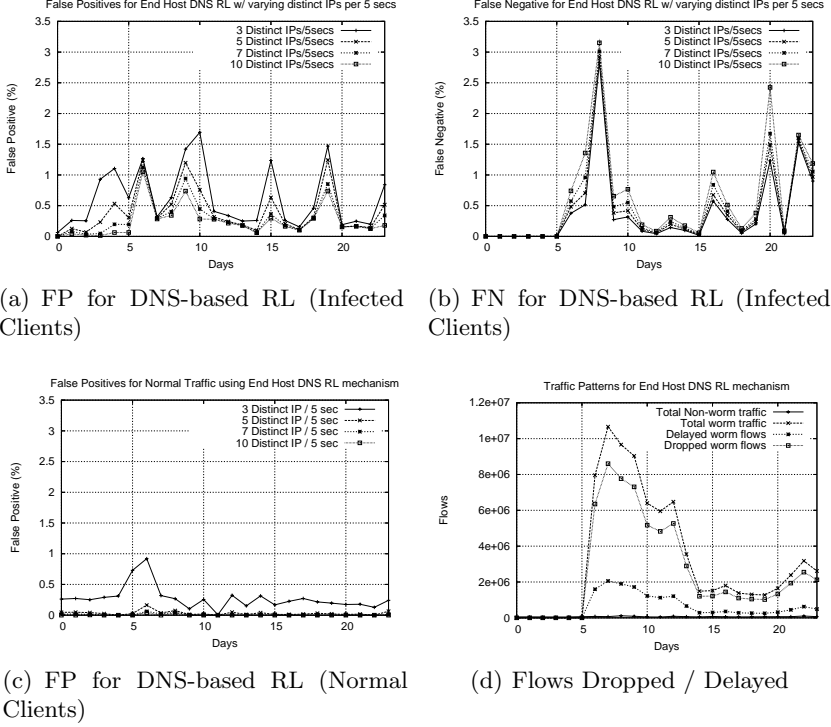 False Positives for End Host DNS RL w/ varying distinct IPs per 5 secs
3.5
3
2.5
2
1.5
1
0.5
0
False Positive (%)
3 Distinct IPs/5secs
5 Distinct IPs/5secs
7 Distinct IPs/5secs
10 Distinct IPs/5secs
0 5 10 15 20
Days
(a) FP for DNS-based RL (Infected
Clients)
False Negative for End Host DNS RL w/ varying distinct IPs per 5 secs
3.5
3
2.5
2
1.5
1
0.5
0
False Negative (%)
3 Distinct IPs/5secs
5 Distinct IPs/5secs
7 Distinct IPs/5secs
10 Distinct IPs/5secs
0 5 10 15 20
Days
(b) FN for DNS-based RL (Infected
Clients)
False Positives for Normal Traffic using End Host DNS RL mechanism
3.5
3
2.5
2
1.5
1
0.5
0
False Positive (%)
3 Distinct IP / 5 sec
5 Distinct IP / 5 sec
7 Distinct IP / 5 sec
10 Distinct IP / 5 sec
0 5 10 15 20
Days
(c) FP for DNS-based RL (Normal
Clients)
Traffic Patterns for End Host DNS RL mechanism
1.2e+07
1e+07
8e+06
6e+06
4e+06
2e+06
0
Flows
Total Non-worm traffic
Total worm traffic
Delayed worm flows
Dropped worm flows
0 5 10 15 20
Days
(d) Flows Dropped / Delayed